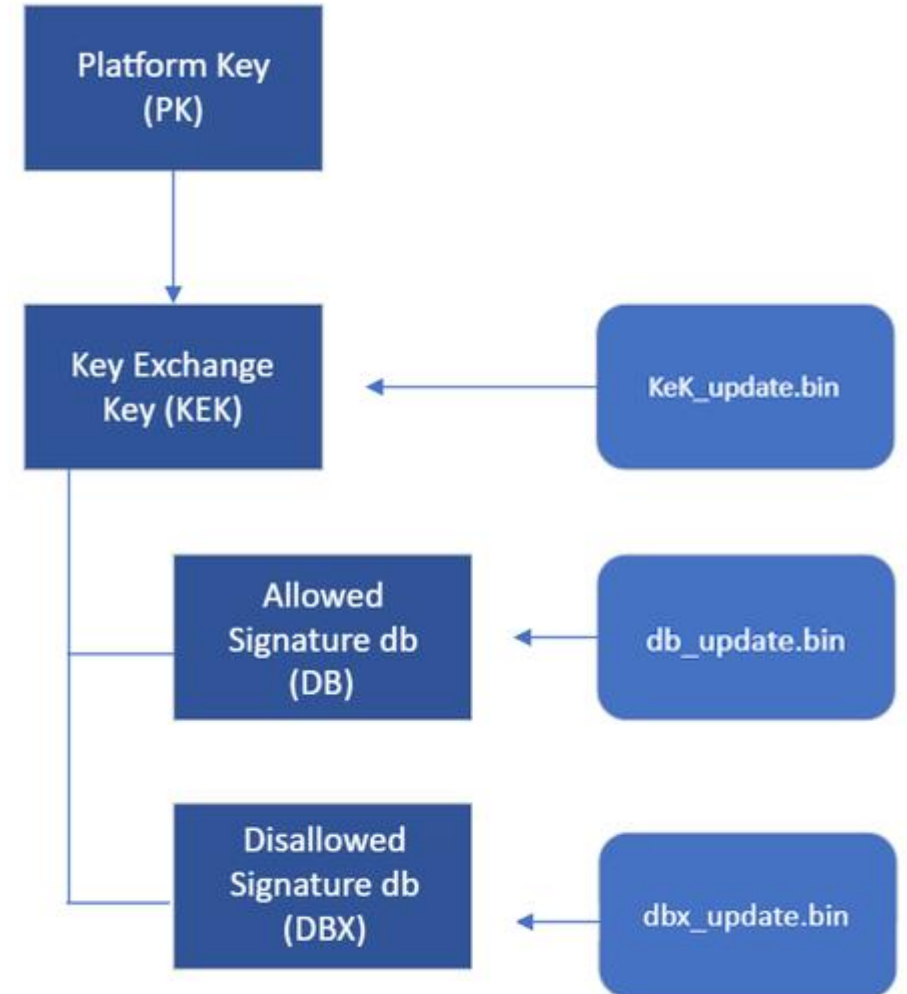 Platform Key
(PK)
Key Exchange
Key (KEK)
KeK_update.bin
Allowed
Signature db
(DB)
db_update.bin
Disallowed
Signature db
(DBX)
dbx_update.bin